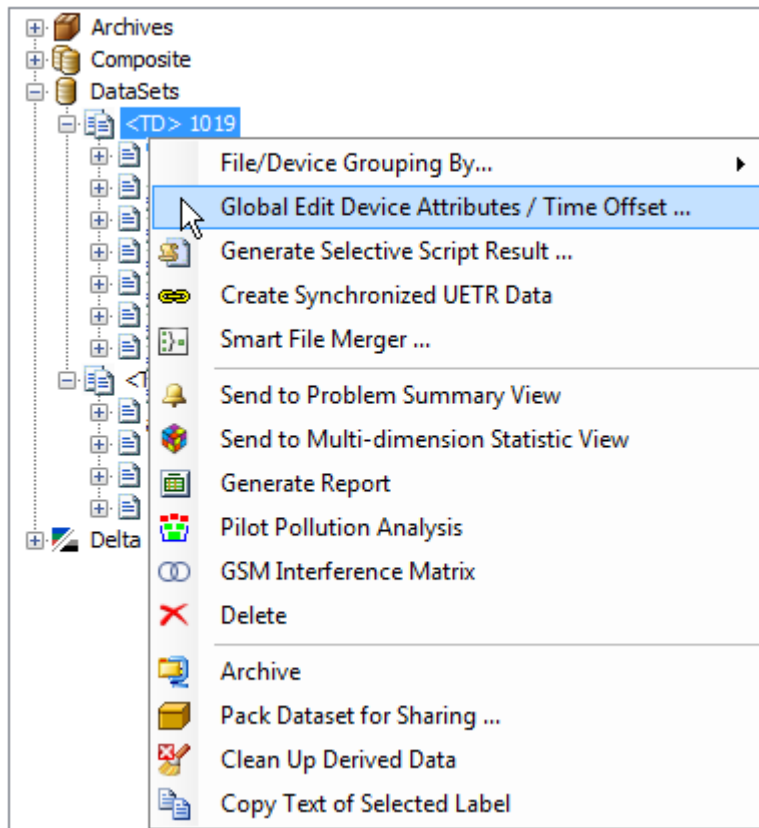 Archives
Composite
DataSets
<TD> 1019
File/Device Grouping By...
Global Edit Device Attributes / Time Offset ...
Generate Selective Script Result ...
Create Synchronized UETR Data
Smart File Merger ...
<T
Send to Problem Summary View
Send to Multi-dimension Statistic View
Generate Report
Pilot Pollution Analysis
Delta
GSM Interference Matrix
Delete
Archive
Pack Dataset for Sharing ...
Clean Up Derived Data
Copy Text of Selected Label